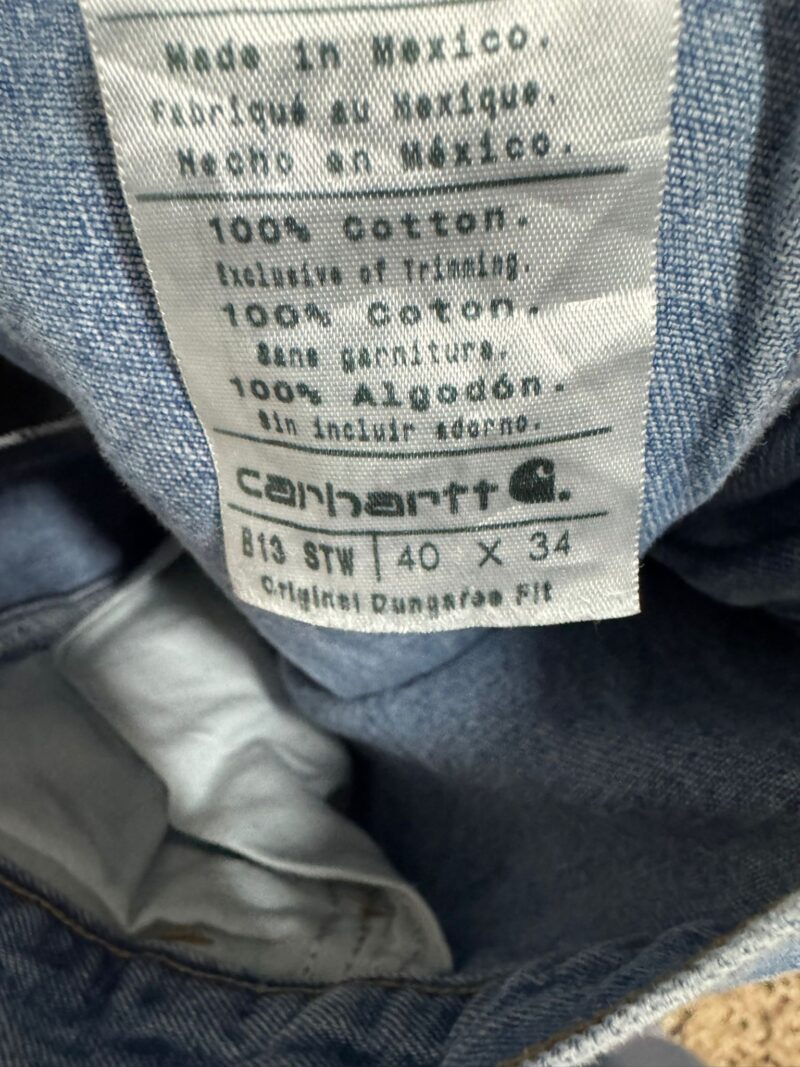 Made in Mexico.
Fabriqué au Mexique.
Hecho en México.
100% Cotton.
Exclusive of Trimming.
100% Coton.
Sans garniture.
100% Algodón.
Sin incluir adorno.
carhartt
B13 STW | 40 X 34
Original Dungaree Fit